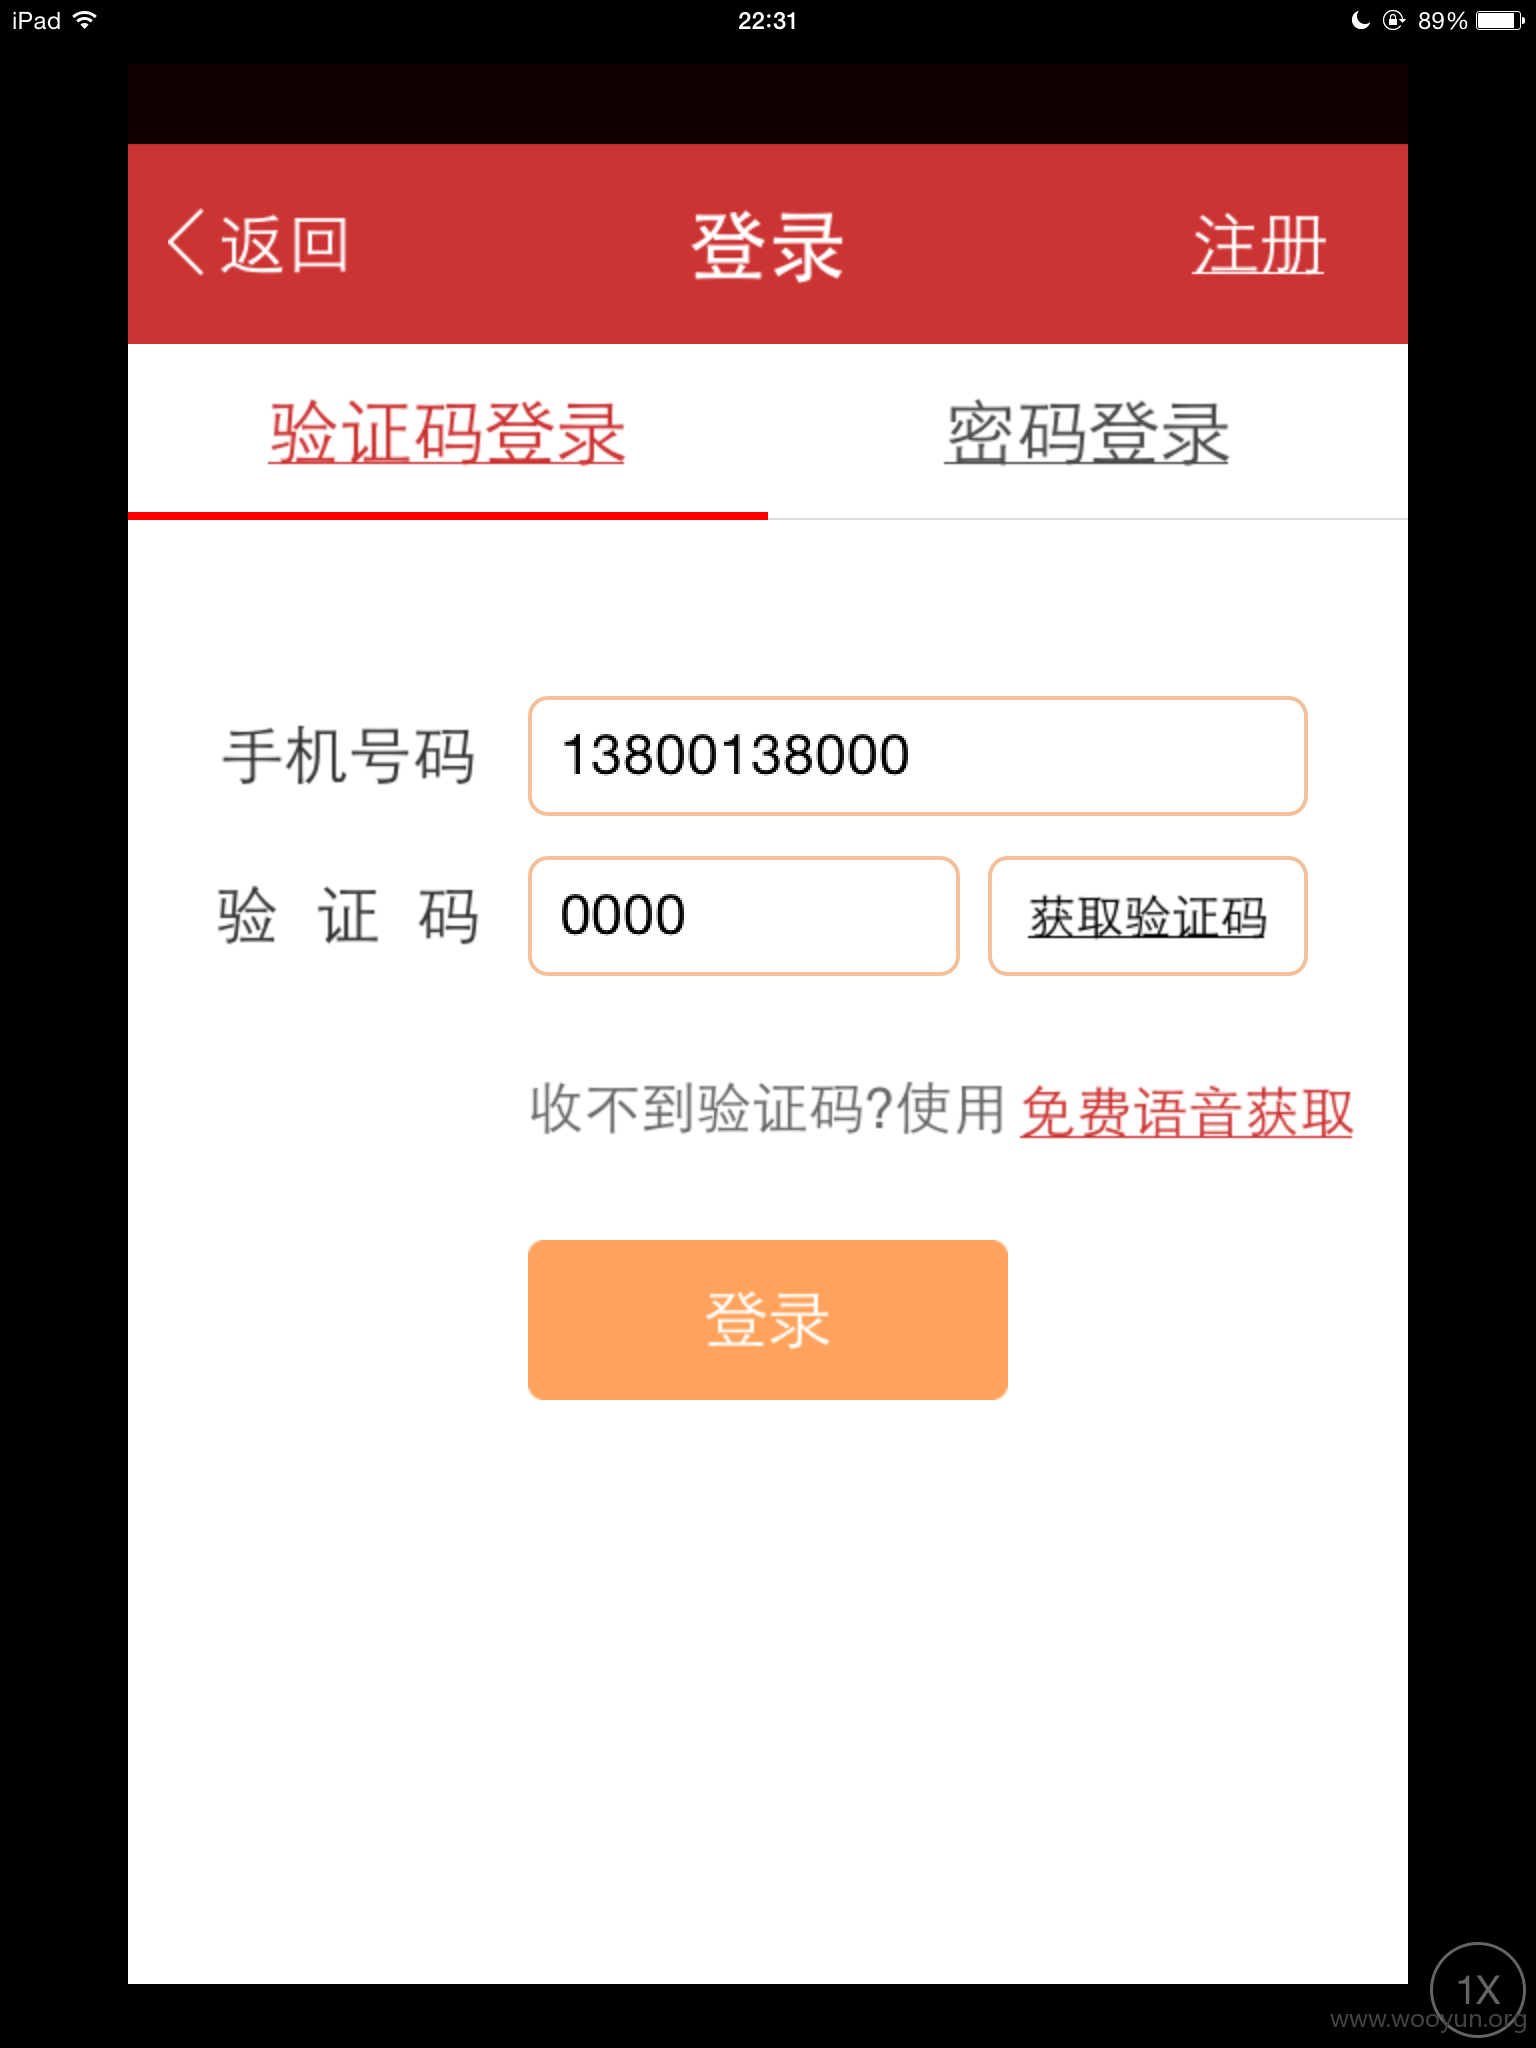 iPad 22:31 89%
返回 登录 注册
验证码登录 密码登录
手机号码 13800138000
验 证 码 0000 获取验证码
收不到验证码?使用 免费语音获取
登录
1X
www.wooyun.org